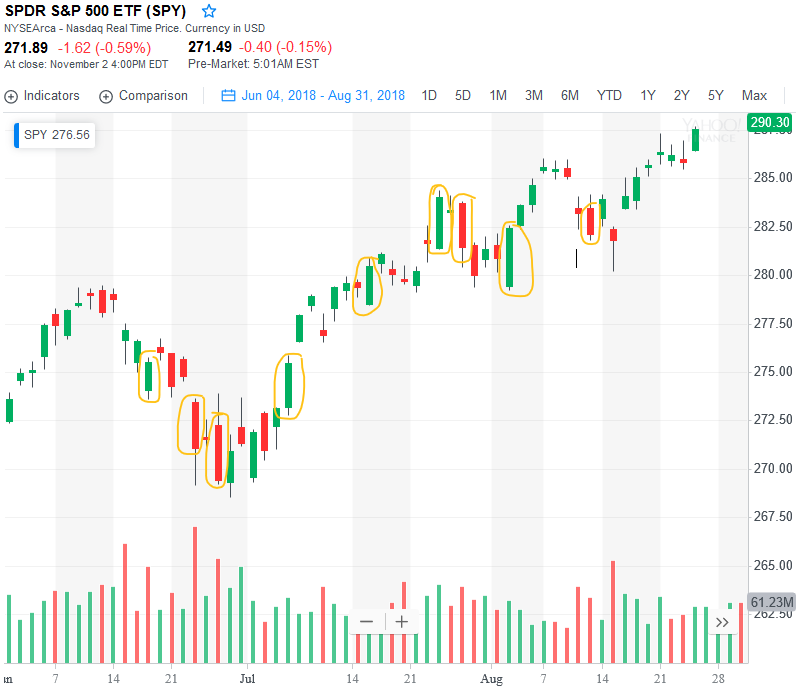 SPDR S&P 500 ETF (SPY)
NYSEArca - Nasdaq Real Time Price. Currency in USD
271.89 -1.62 (-0.59%) 271.49 -0.40 (-0.15%)
At close: November 2 4:00PM EDT Pre-Market: 5:01AM EST
Indicators Comparison Jun 04, 2018 - Aug 31, 2018 1D 5D 1M 3M 6M YTD 1Y 2Y 5Y Max
YAHOO!
FINANCE
290.30
SPY 276.56
285.00
282.50
280.00
277.50
275.00
272.50
270.00
267.50
265.00
61.23M
262.50
7 14 21 Jul 14 21 Aug 7 14 21 28